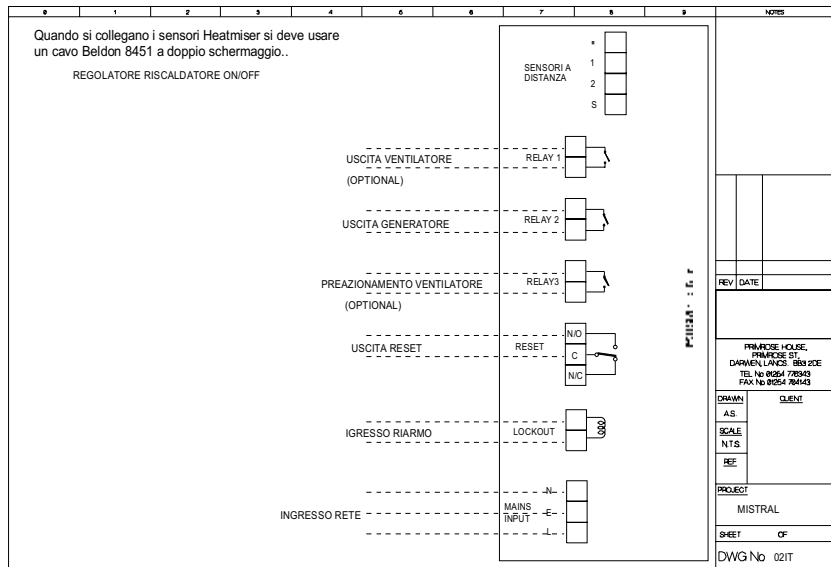 0 1 2 3 4 5 6 7 8 9 NOTES
Quando si collegano i sensori Heatmiser si deve usare
un cavo Beldon 8451 a doppio schermaggio..
REGOLATORE RISCALDATORE ON/OFF
SENSORI A
DISTANZA
*
1
2
S
USCITA VENTILATORE
(OPTIONAL)
RELAY 1
USCITA GENERATORE
RELAY 2
PREAZIONAMENTO VENTILATORE
(OPTIONAL)
RELAY3
USCITA RESET
RESET
N/O
C
N/C
IGRESSO RIARMO
LOCKOUT
INGRESSO RETE
MAINS
INPUT
N
E
L
REV DATE
PRIMROSE HOUSE,
PRIMROSE ST,
DARWEN, LANCS. BB3 2DE
TEL No 01254 776343
FAX No 01254 704143
DRAWN
A.S.
CLIENT
SCALE
N.T.S.
REF
PROJECT
MISTRAL
SHEET OF
DWG No 02IT